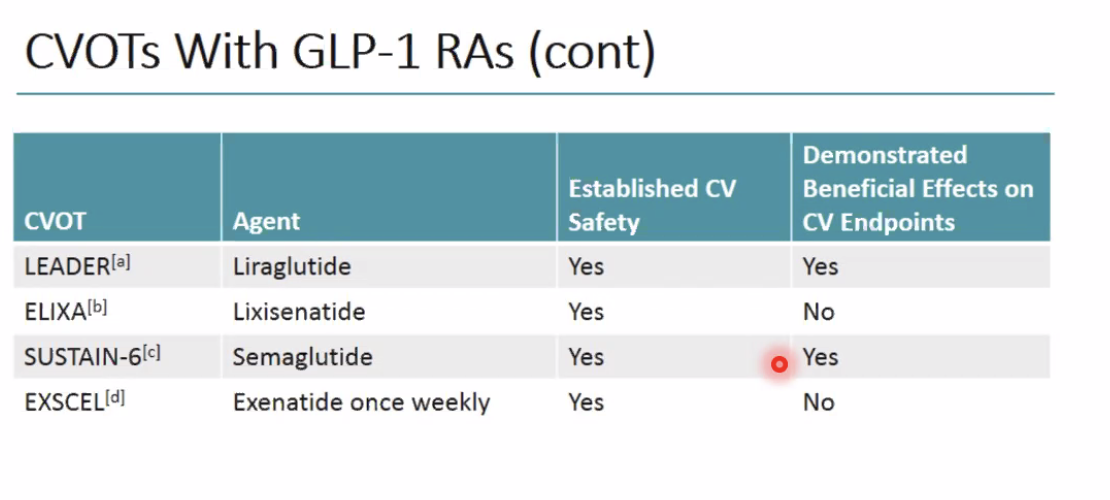 CVOTs With GLP-1 RAs (cont)
CVOT Agent Established CV Safety Demonstrated Beneficial Effects on CV Endpoints
LEADER[a] Liraglutide Yes Yes
ELIXA[b] Lixisenatide Yes No
SUSTAIN-6[c] Semaglutide Yes Yes
EXSCEL[d] Exenatide once weekly Yes No